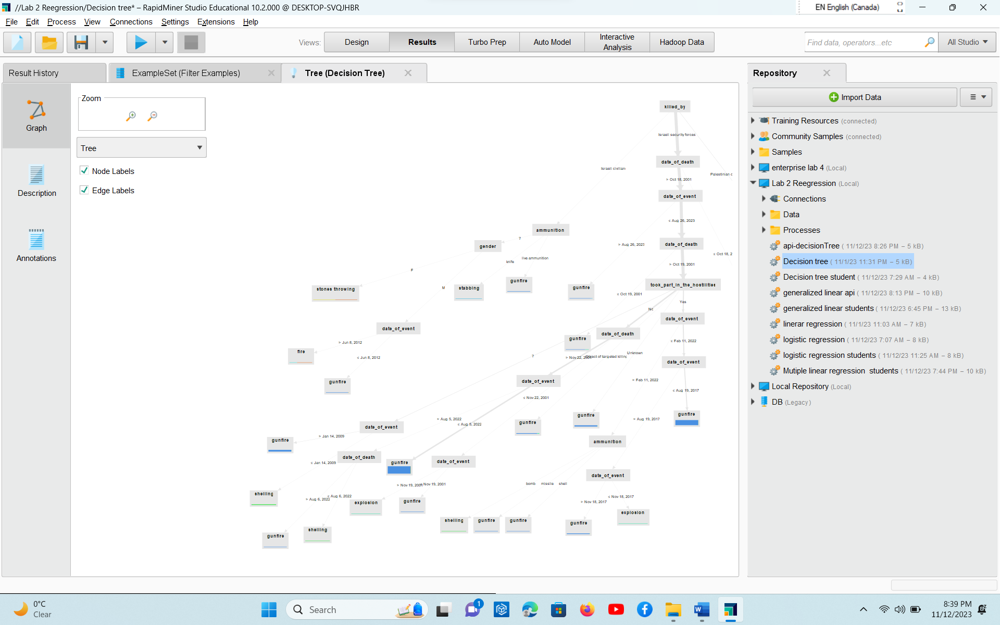 //Lab 2 Reegression/Decision tree* – RapidMiner Studio Educational 10.2.000 @ DESKTOP-SVQJHBR
EN English (Canada)
File Edit Process View Connections Settings Extensions Help
Views:
Design
Results
Turbo Prep
Auto Model
Interactive Analysis
Hadoop Data
Find data, operators...etc
All Studio
Result History
ExampleSet (Filter Examples)
Tree (Decision Tree)
Graph
Description
Annotations
Zoom
Tree
Node Labels
Edge Labels
killed_by
Israeli security forces
date_of_death
Israeli civilians
> Oct 18, 2001
Palestinian c
date_of_event
≤ Aug 26, 2023
ammunition
?
gender
> Aug 26, 2023
date_of_death
≤ Oct 18, 2
knife
live ammunition
> Oct 19, 2001
F
gunfire
took_part_in_the_hostilities
stones throwing
M
stabbing
gunfire
≤ Oct 19, 2001
Yes
No
date_of_event
date_of_event
date_of_death
gunfire
> Jun 8, 2012
≤ Feb 11, 2022
fire
≤ Jun 8, 2012
?
> Nov 22, 2001
Object of targeted killing
Unknown
date_of_event
gunfire
date_of_event
> Feb 11, 2022
≤ Nov 22, 2001
≤ Aug 19, 2017
gunfire
gunfire
> Aug 5, 2022
≤ Aug 5, 2022
gunfire
> Aug 19, 2017
date_of_event
gunfire
> Jan 14, 2009
ammunition
date_of_death
≤ Jan 14, 2009
gunfire
date_of_event
date_of_event
shelling
> Aug 6, 2022
≤ Aug 6, 2022
> Nov 19, 2001
Nov 19, 2001
bomb
missile
shell
> Nov 18, 2017
≤ Nov 18, 2017
explosion
gunfire
shelling
gunfire
gunfire
gunfire
explosion
gunfire
shelling
Repository
Import Data
Training Resources (connected)
Community Samples (connected)
Samples
enterprise lab 4 (Local)
Lab 2 Reegression (Local)
Connections
Data
Processes
api-decisionTree ( 11/12/23 8:26 PM – 5 kB)
Decision tree ( 11/1/23 11:31 PM – 5 kB)
Decision tree student ( 11/12/23 7:29 AM – 4 kB)
generalized linear api ( 11/12/23 8:13 PM – 10 kB)
generalized linear students ( 11/12/23 6:45 PM – 13 kB)
linerar regression ( 11/1/23 11:03 AM – 7 kB)
logistic regression ( 11/12/23 7:07 AM – 8 kB)
logistic regression students ( 11/12/23 11:25 AM – 8 kB)
Mutiple linear regression students ( 11/12/23 7:44 PM – 10 kB)
Local Repository (Local)
DB (Legacy)
0°C
Clear
Search
1
8:39 PM
11/12/2023